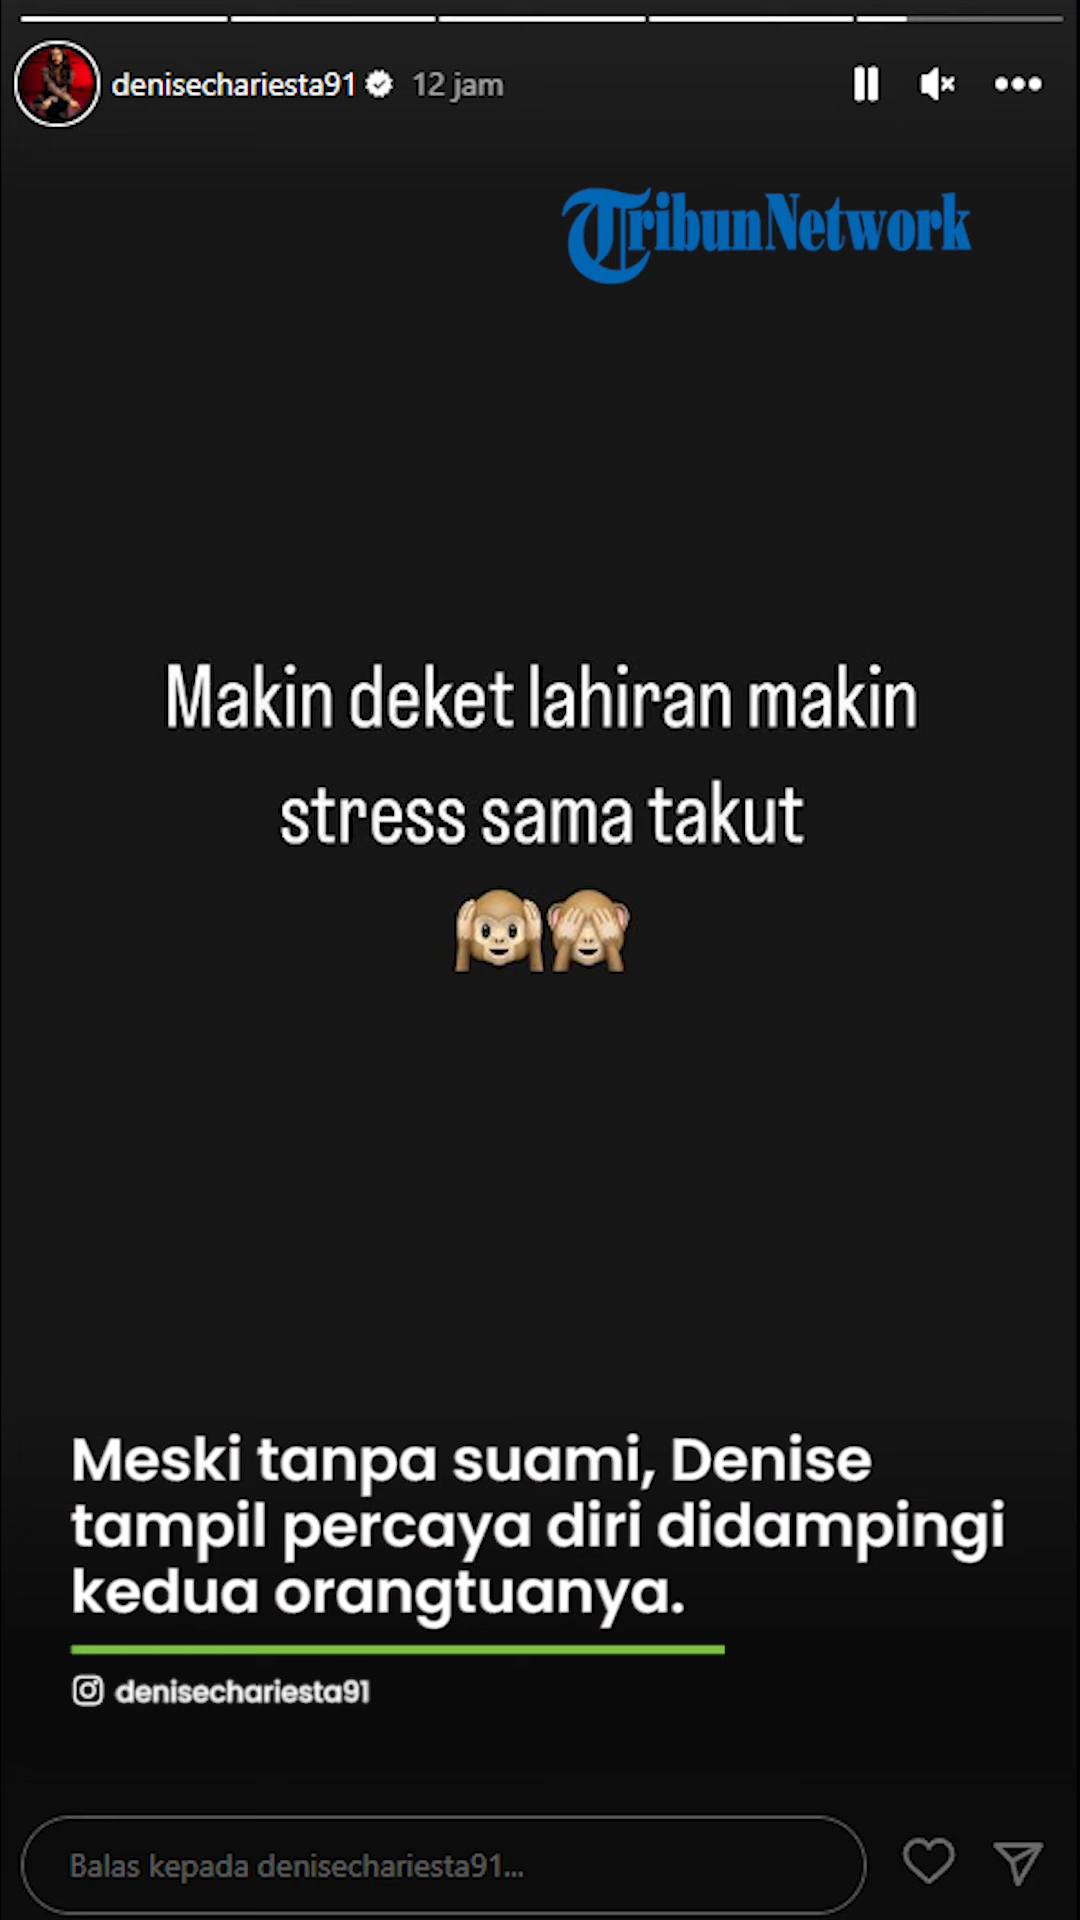 denisechariesta91 12 jam
TribunNetwork
Makin deket lahiran makin
stress sama takut
🙉🙈
Meski tanpa suami, Denise
tampil percaya diri didampingi
kedua orangtuanya.
denisechariesta91
Balas kepada denisechariesta91...